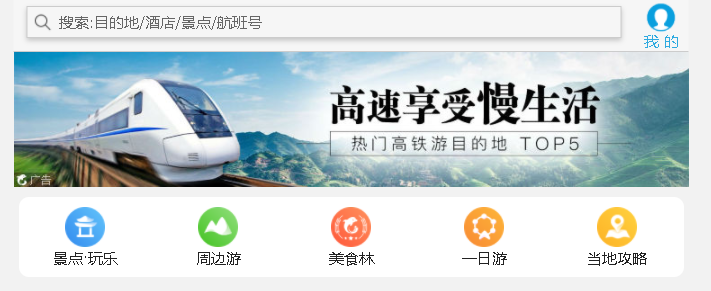 搜索:目的地/酒店/景点/航班号
我的
高速享受慢生活
热门高铁游目的地 TOP5
广告
景点·玩乐
周边游
美食林
一日游
当地攻略